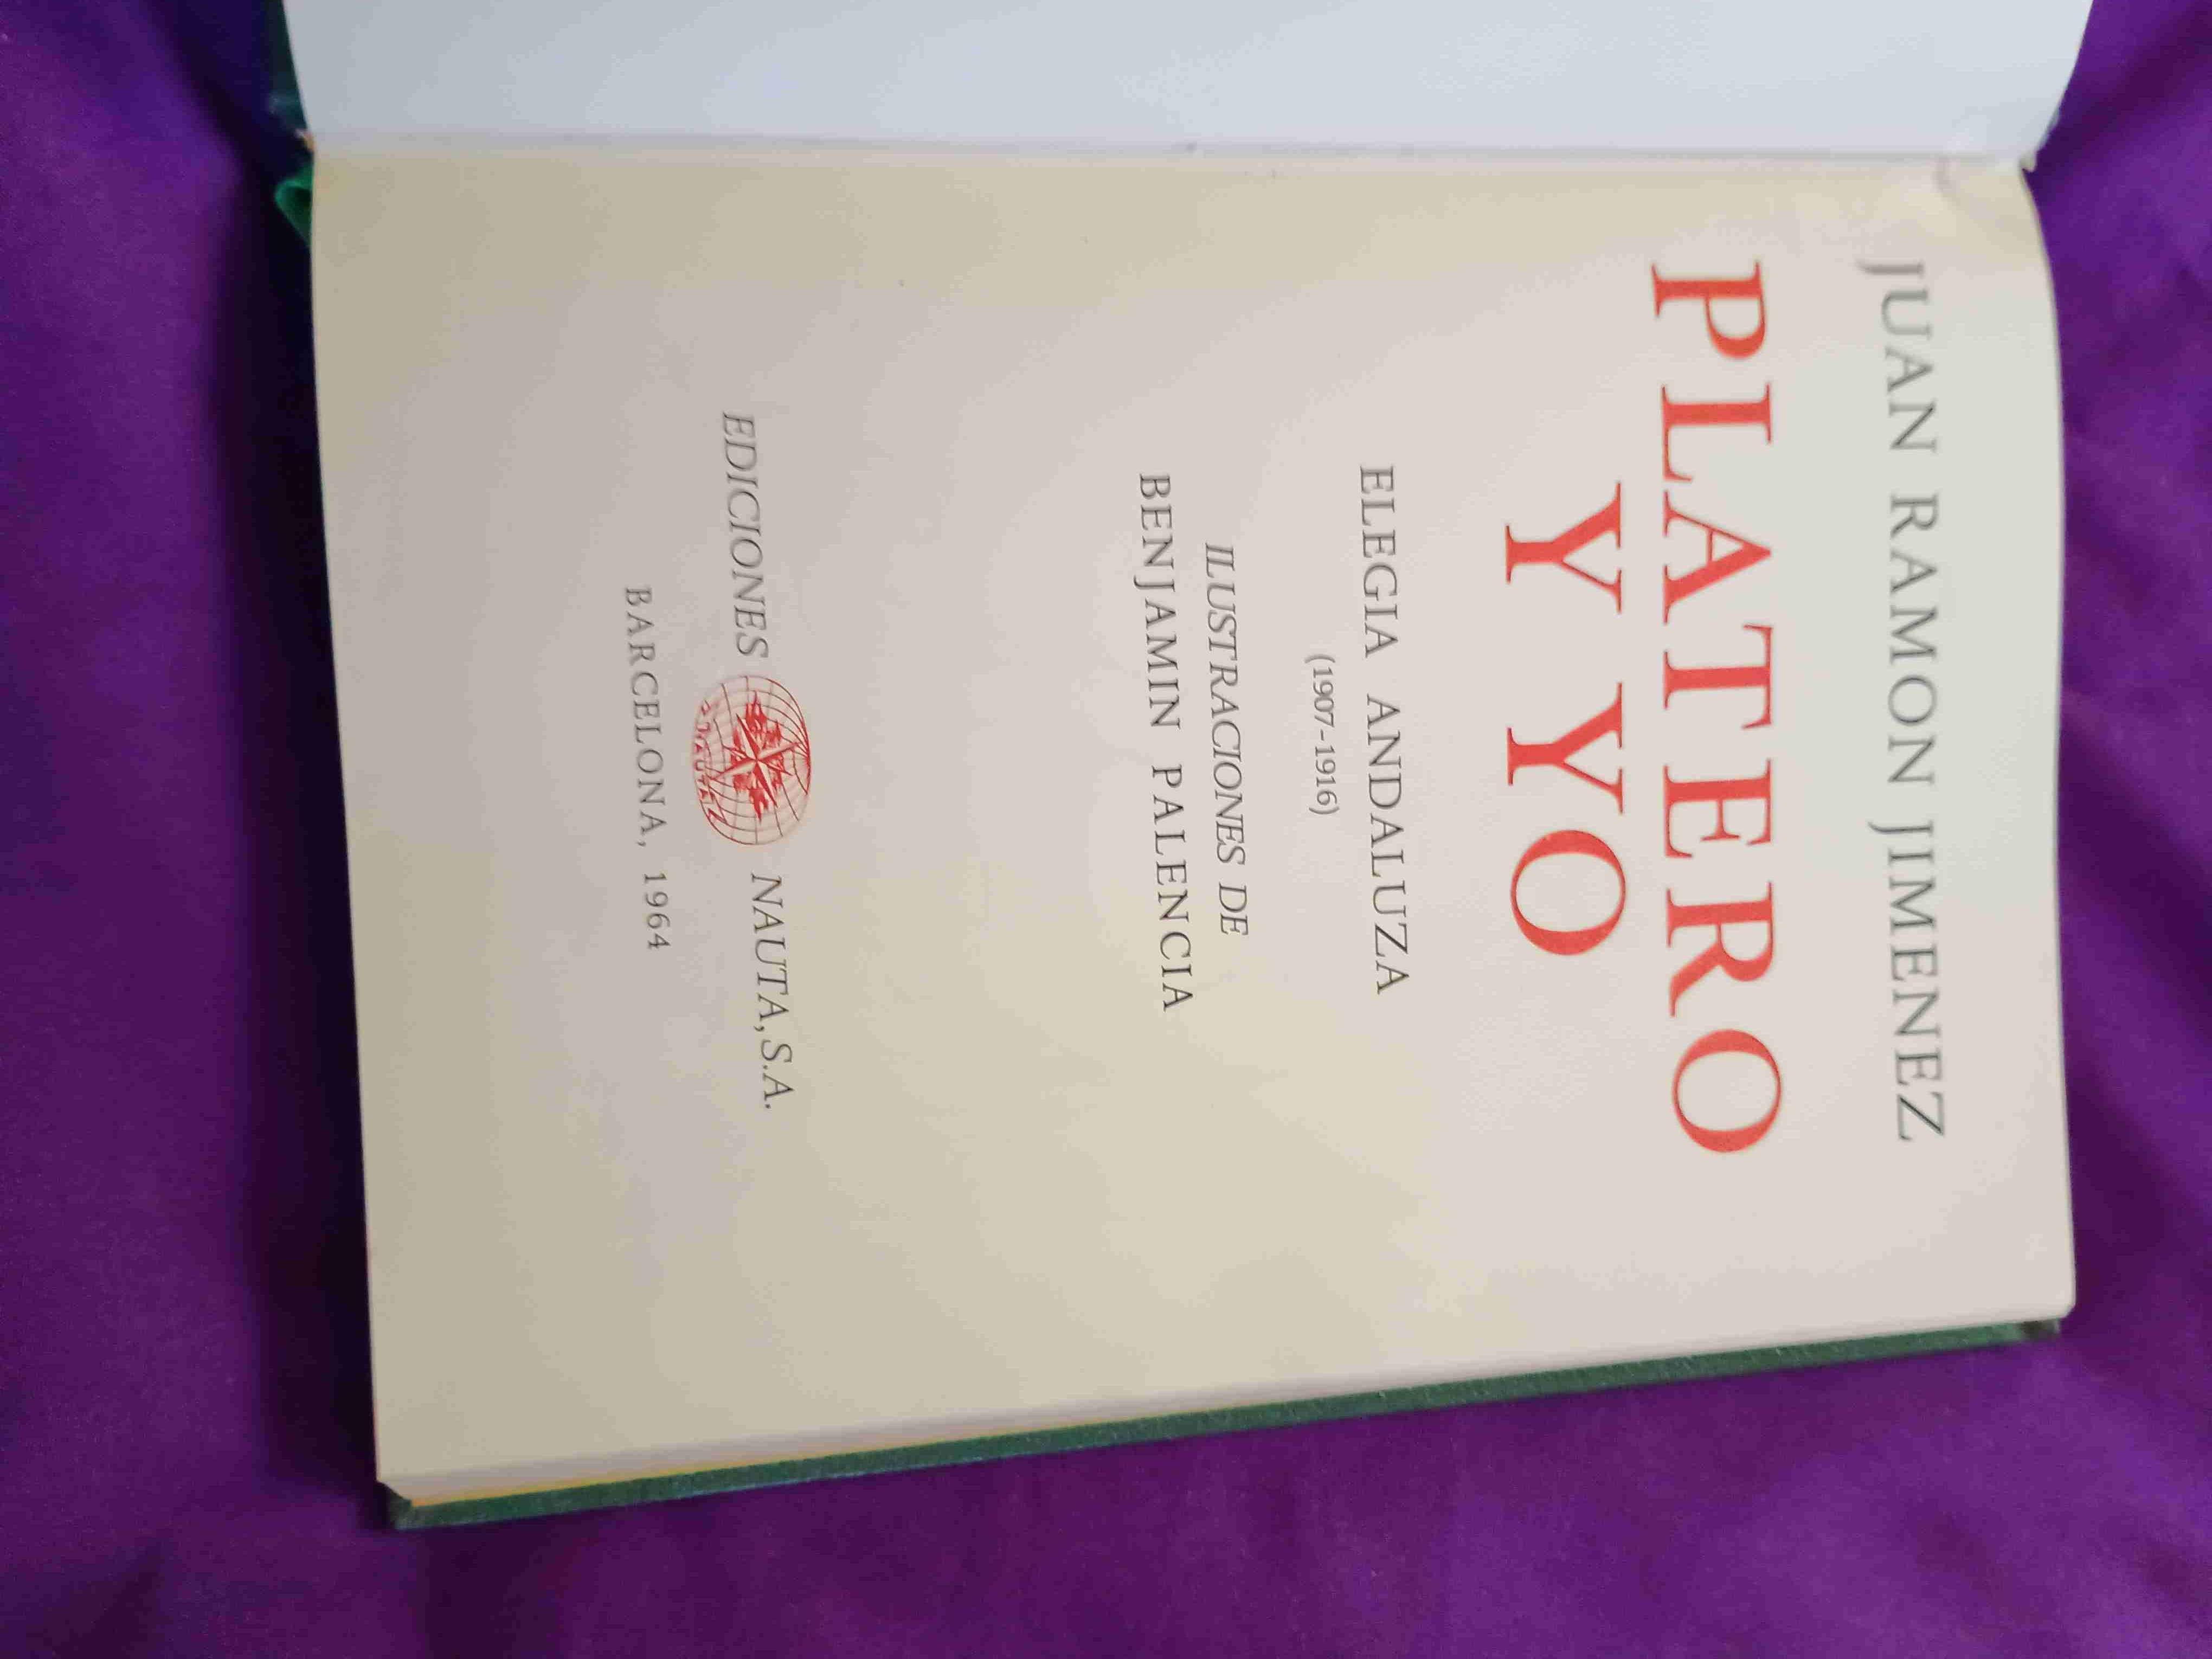 JUAN RAMON JIMENEZ
PLATERO
Y YO
ELEGIA ANDALUZA
(1907-1916)
ILUSTRACIONES DE
BENJAMIN PALENCIA
EDICIONES NAUTA, S.A.
BARCELONA, 1964